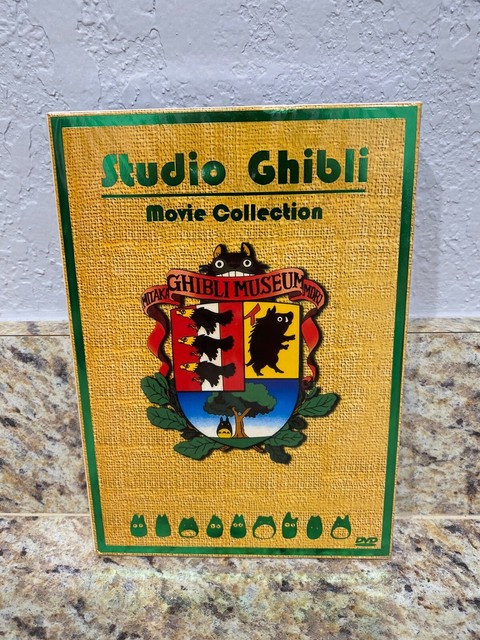 Studio Ghibli
Movie Collection
MITAKA GHIBLI MUSEUM MORI
DVD